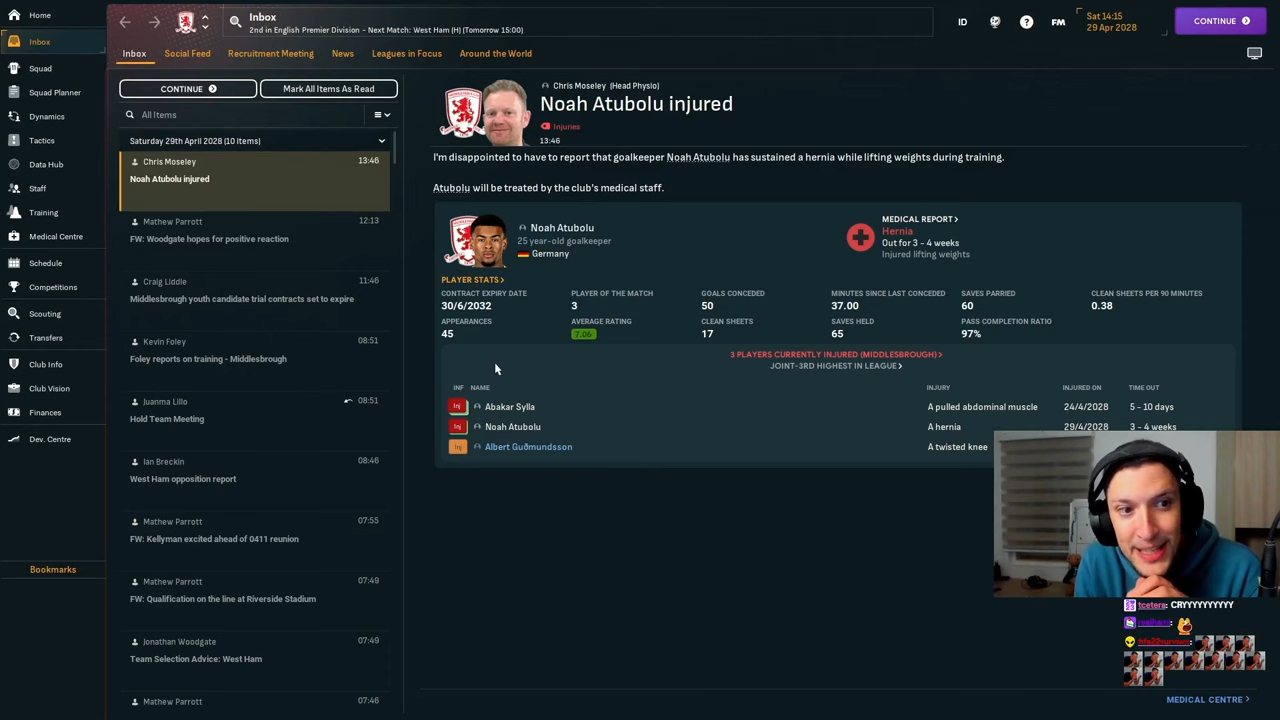 Home
Inbox
Squad
Squad Planner
Dynamics
Tactics
Data Hub
Staff
Training
Medical Centre
Schedule
Competitions
Scouting
Transfers
Club Info
Club Vision
Finances
Dev. Centre
Bookmarks
Inbox
2nd in English Premier Division - Next Match: West Ham (H) (Tomorrow 15:00)
ID
?
FM
Sat 14:15
29 Apr 2028
CONTINUE
Inbox
Social Feed
Recruitment Meeting
News
Leagues in Focus
Around the World
CONTINUE
Mark All Items As Read
All Items
Saturday 29th April 2028 (10 items)
Chris Moseley 13:46
Noah Atubolu injured
Mathew Parrott 12:13
FW: Woodgate hopes for positive reaction
Craig Liddle 11:46
Middlesbrough youth candidate trial contracts set to expire
Kevin Foley 08:51
Foley reports on training - Middlesbrough
Juanma Lillo 08:51
Hold Team Meeting
Ian Breckin 08:46
West Ham opposition report
Mathew Parrott 07:55
FW: Kellyman excited ahead of 0411 reunion
Mathew Parrott 07:49
FW: Qualification on the line at Riverside Stadium
Jonathan Woodgate 07:49
Team Selection Advice: West Ham
Mathew Parrott 07:46
Chris Moseley (Head Physio)
Noah Atubolu injured
Injuries
13:46
I'm disappointed to have to report that goalkeeper Noah Atubolu has sustained a hernia while lifting weights during training.
Atubolu will be treated by the club's medical staff.
Noah Atubolu
25 year-old goalkeeper
Germany
MEDICAL REPORT >
Hernia
Out for 3 - 4 weeks
Injured lifting weights
PLAYER STATS >
CONTRACT EXPIRY DATE
30/6/2032
PLAYER OF THE MATCH
3
GOALS CONCEDED
50
MINUTES SINCE LAST CONCEDED
37.00
SAVES PARRIED
60
CLEAN SHEETS PER 90 MINUTES
0.38
APPEARANCES
45
AVERAGE RATING
7.06
CLEAN SHEETS
17
SAVES HELD
65
PASS COMPLETION RATIO
97%
3 PLAYERS CURRENTLY INJURED (MIDDLESBROUGH) >
JOINT-3RD HIGHEST IN LEAGUE >
INF NAME INJURY INJURED ON TIME OUT
Inj Abakar Sylla A pulled abdominal muscle 24/4/2028 5 - 10 days
Inj Noah Atubolu A hernia 29/4/2028 3 - 4 weeks
Inj Albert Guðmundsson A twisted knee
tcetera: CRYYYYYYYYYY
MEDICAL CENTRE >